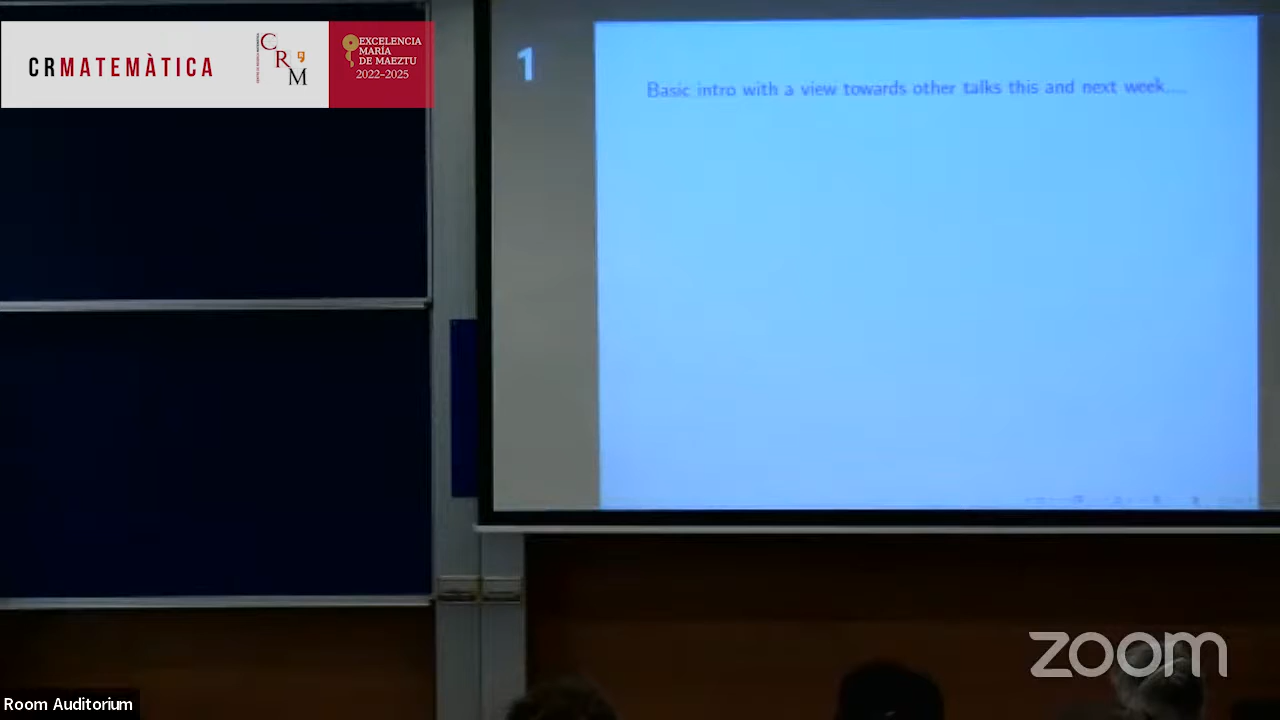 CRMATEMÀTICA
CRM
EXCELENCIA
MARÍA
DE MAEZTU
2022-2025
1
Basic intro with a view towards other talks this and next week....
zoom
Room Auditorium